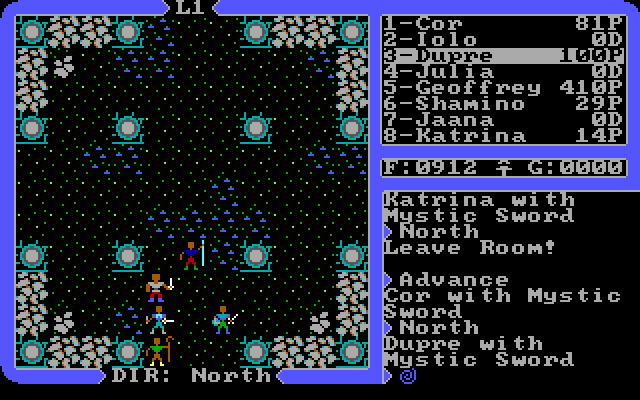 L1
1-Cor 81P
2-Iolo 0D
3-Dupre 100P
4-Julia 0D
5-Geoffrey 410P
6-Shamino 29P
7-Jaana 0D
8-Katrina 14P
F:0912 G:0000
Katrina with
Mystic Sword
North
Leave Room!
Advance
Cor with Mystic
Sword
North
Dupre with
Mystic Sword
DIR: North